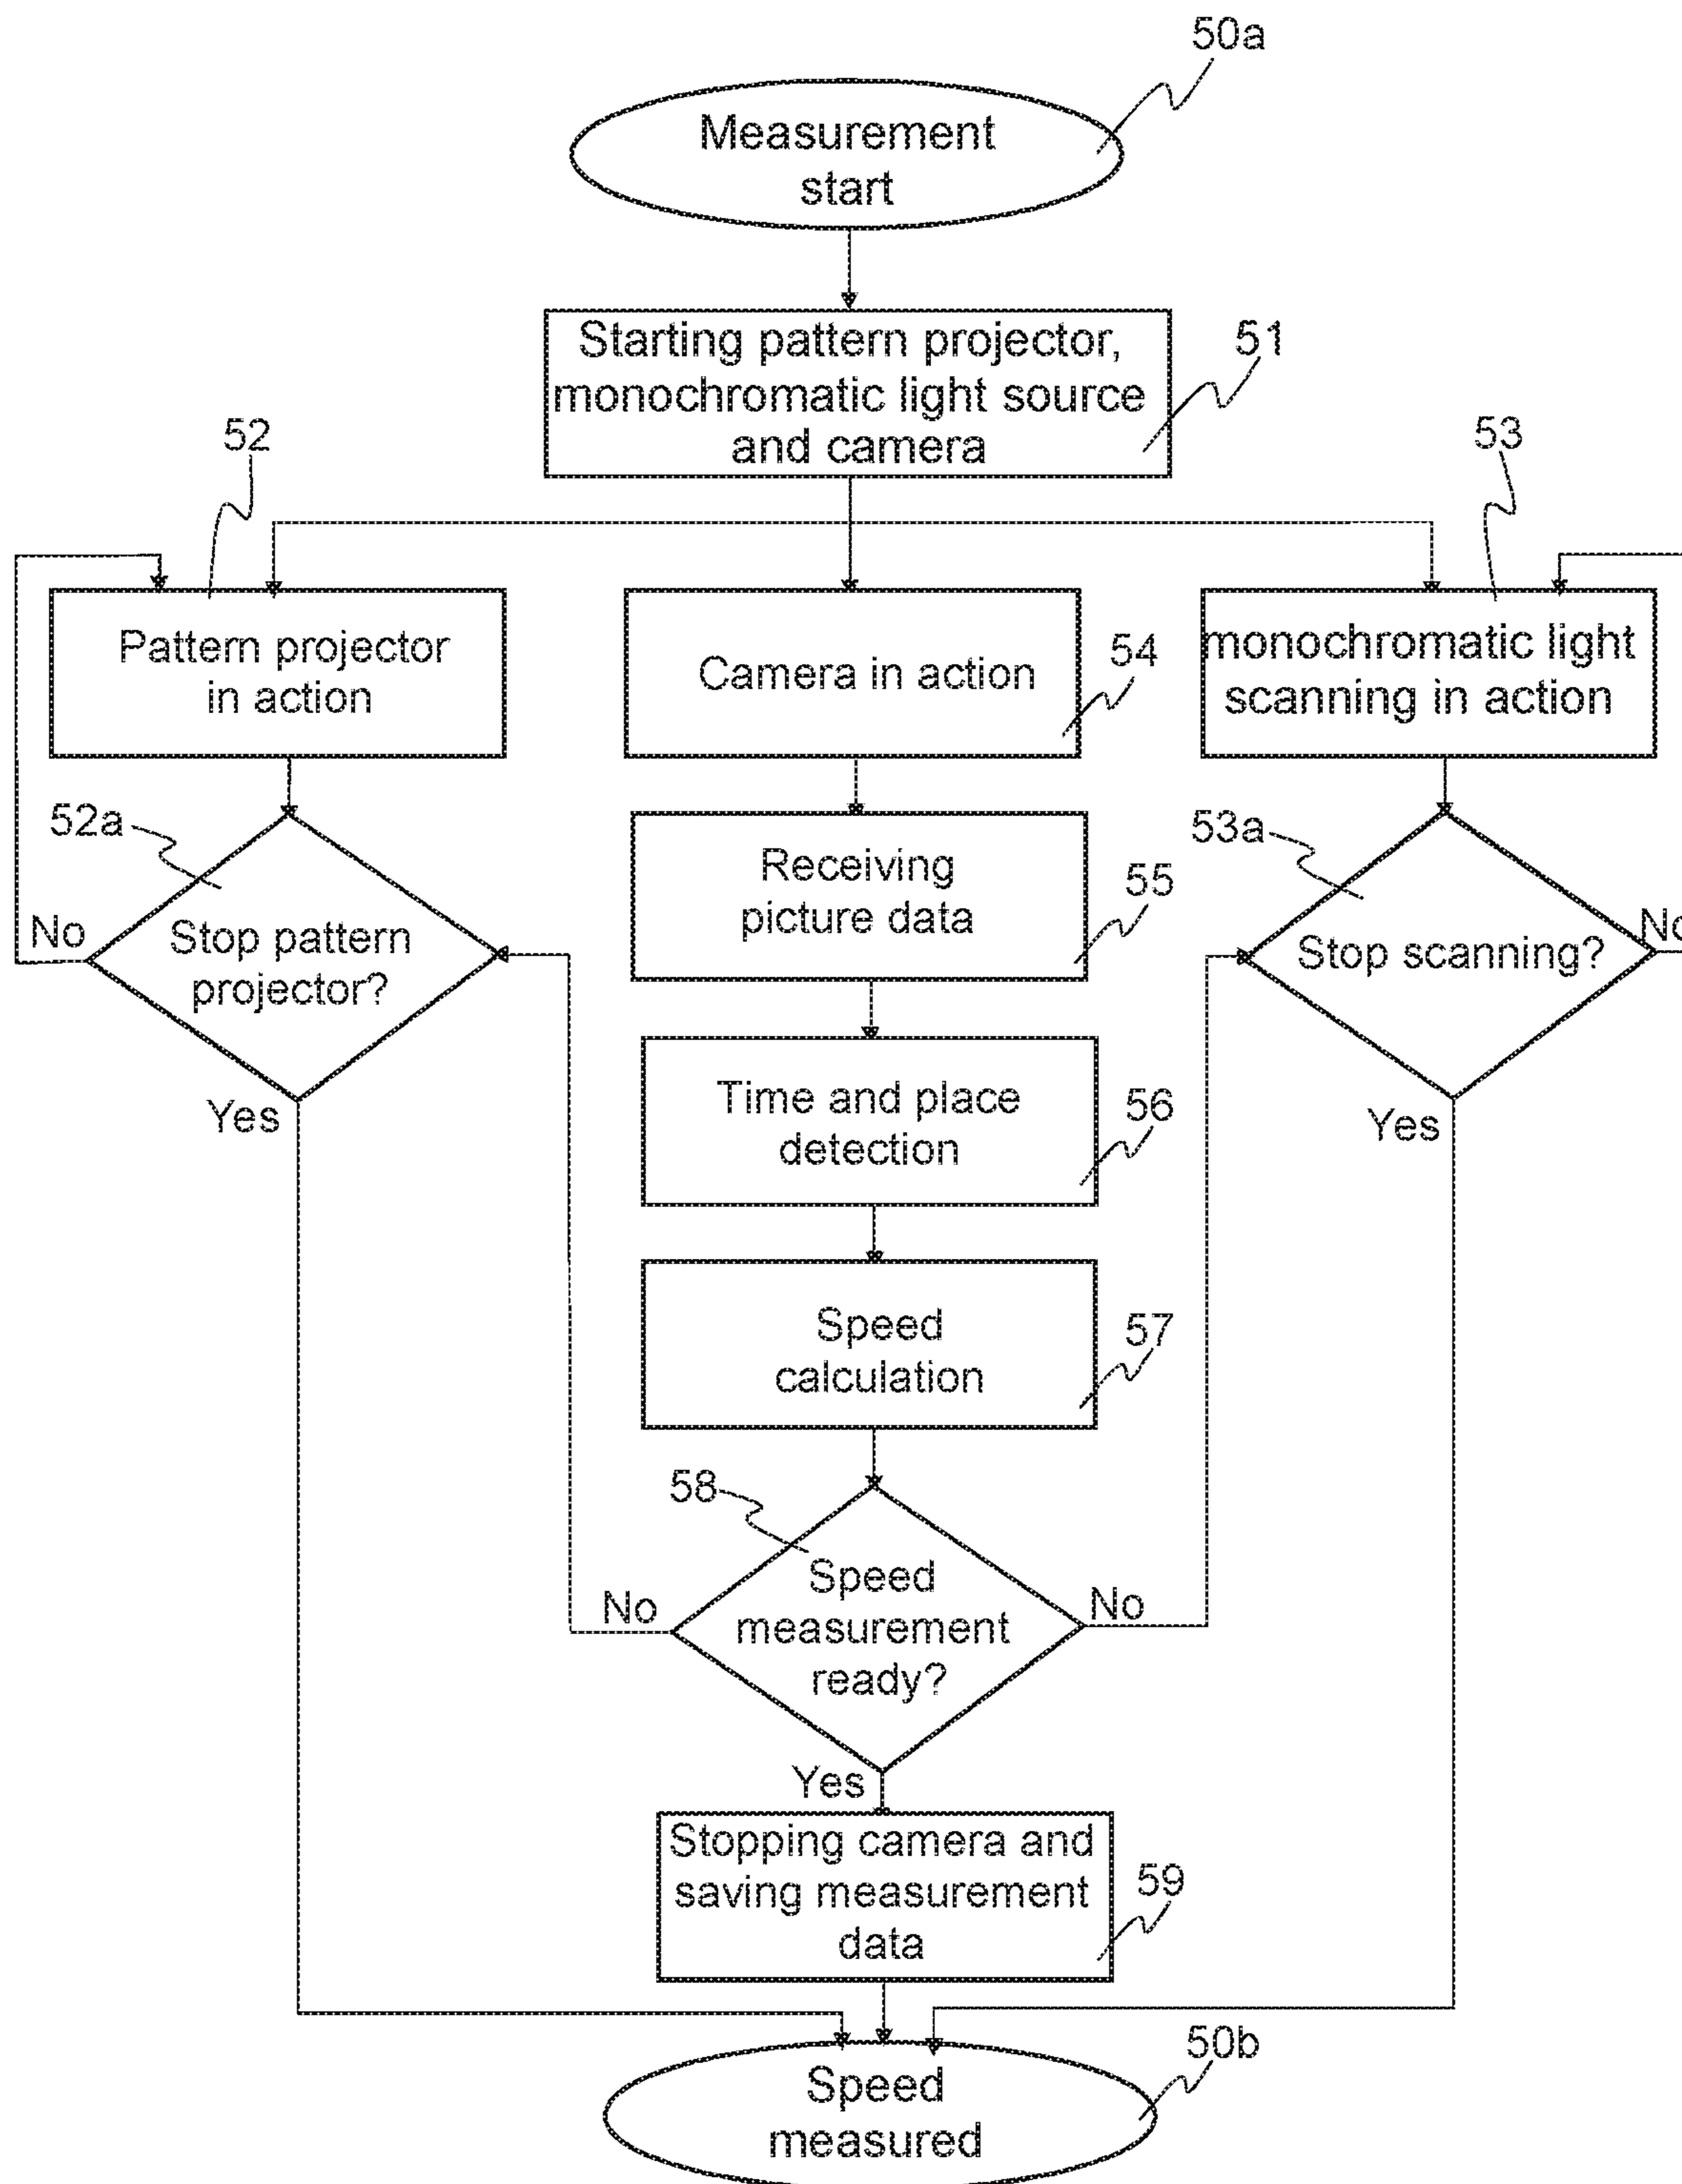 50a
Measurement
start
Starting pattern projector,
monochromatic light source
and camera
51
52
53
Pattern projector
in action
Camera in action
54
monochromatic light
scanning in action
52a
Stop pattern
projector?
No
Yes
Receiving
picture data
55
53a
Stop scanning?
No
Yes
Time and place
detection
56
Speed
calculation
57
58
Speed
measurement
ready?
No
No
Yes
Stopping camera and
saving measurement
data
59
50b
Speed
measured